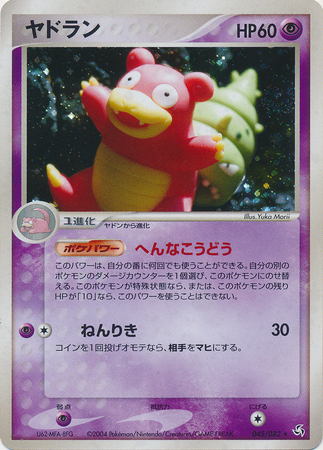 ヤドラン HP60
Illus.Yuka Morii
1進化 ヤドンから進化
ポケパワー へんなこうどう
このパワーは、自分の番に何回でも使うことができる。自分の別の
ポケモンのダメージカウンターを1個選び、このポケモンにのせ替
える。このポケモンが特殊状態なら、または、このポケモンの残り
HPが「10」なら、このパワーを使うことはできない。
ねんりき 30
コインを1回投げオモテなら、相手をマヒにする。
弱点 抵抗力 にげる
U62-MFA-BFG ©2004 Pokémon/Nintendo/Creatures/GAME FREAK.